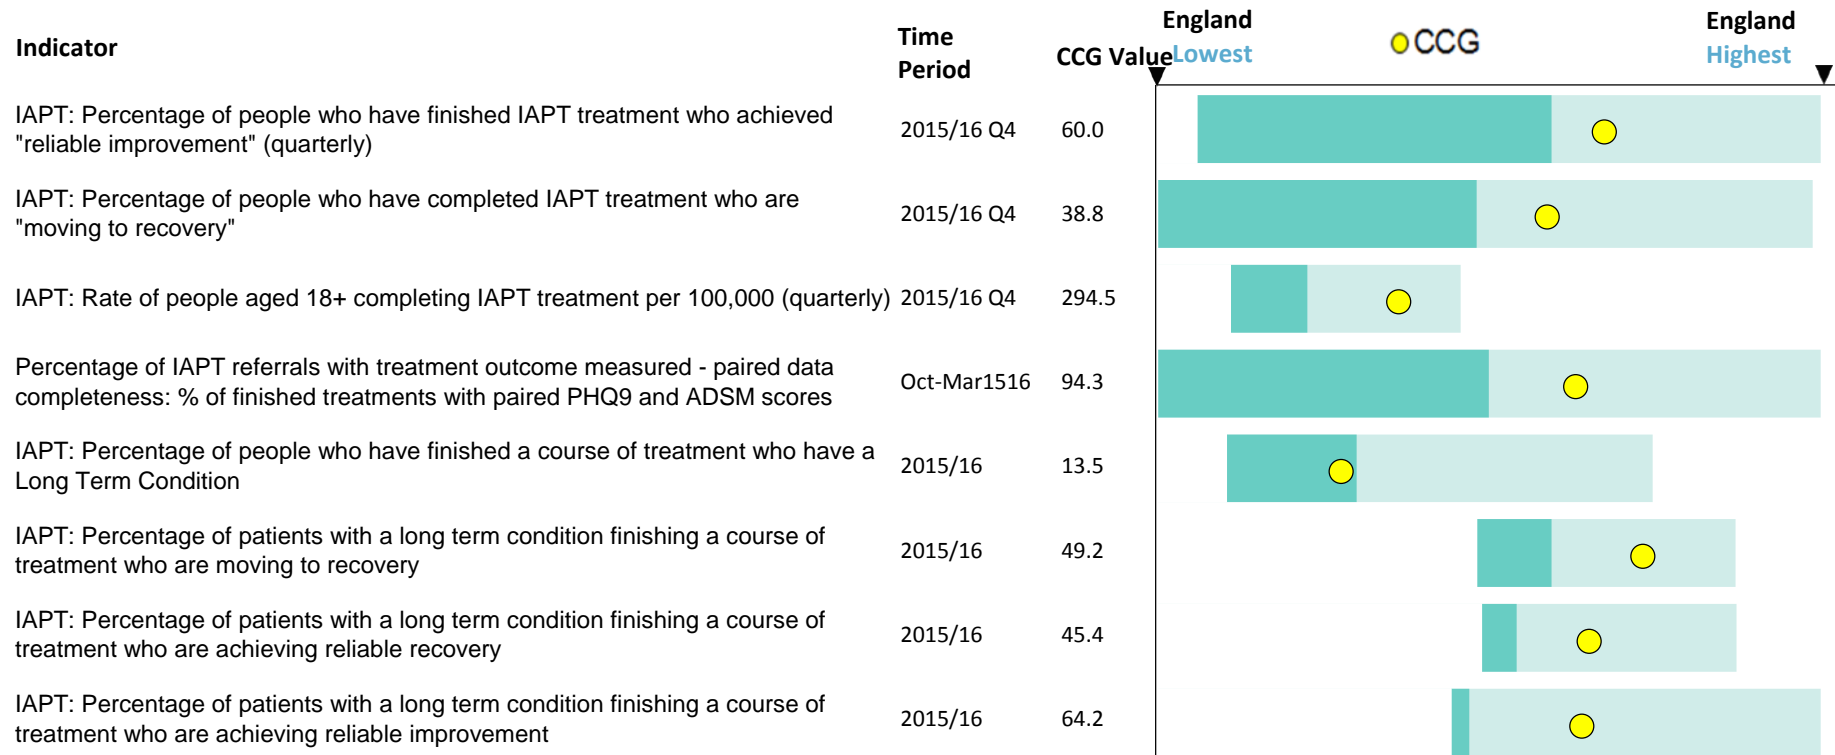 Indicator
Time
Period
CCG Value
England
Lowest
CCG
England
Highest
IAPT: Percentage of people who have finished IAPT treatment who achieved
"reliable improvement" (quarterly)
2015/16 Q4
60.0
IAPT: Percentage of people who have completed IAPT treatment who are
"moving to recovery"
2015/16 Q4
38.8
IAPT: Rate of people aged 18+ completing IAPT treatment per 100,000 (quarterly)
2015/16 Q4
294.5
Percentage of IAPT referrals with treatment outcome measured - paired data
completeness: % of finished treatments with paired PHQ9 and ADSM scores
Oct-Mar1516
94.3
IAPT: Percentage of people who have finished a course of treatment who have a
Long Term Condition
2015/16
13.5
IAPT: Percentage of patients with a long term condition finishing a course of
treatment who are moving to recovery
2015/16
49.2
IAPT: Percentage of patients with a long term condition finishing a course of
treatment who are achieving reliable recovery
2015/16
45.4
IAPT: Percentage of patients with a long term condition finishing a course of
treatment who are achieving reliable improvement
2015/16
64.2